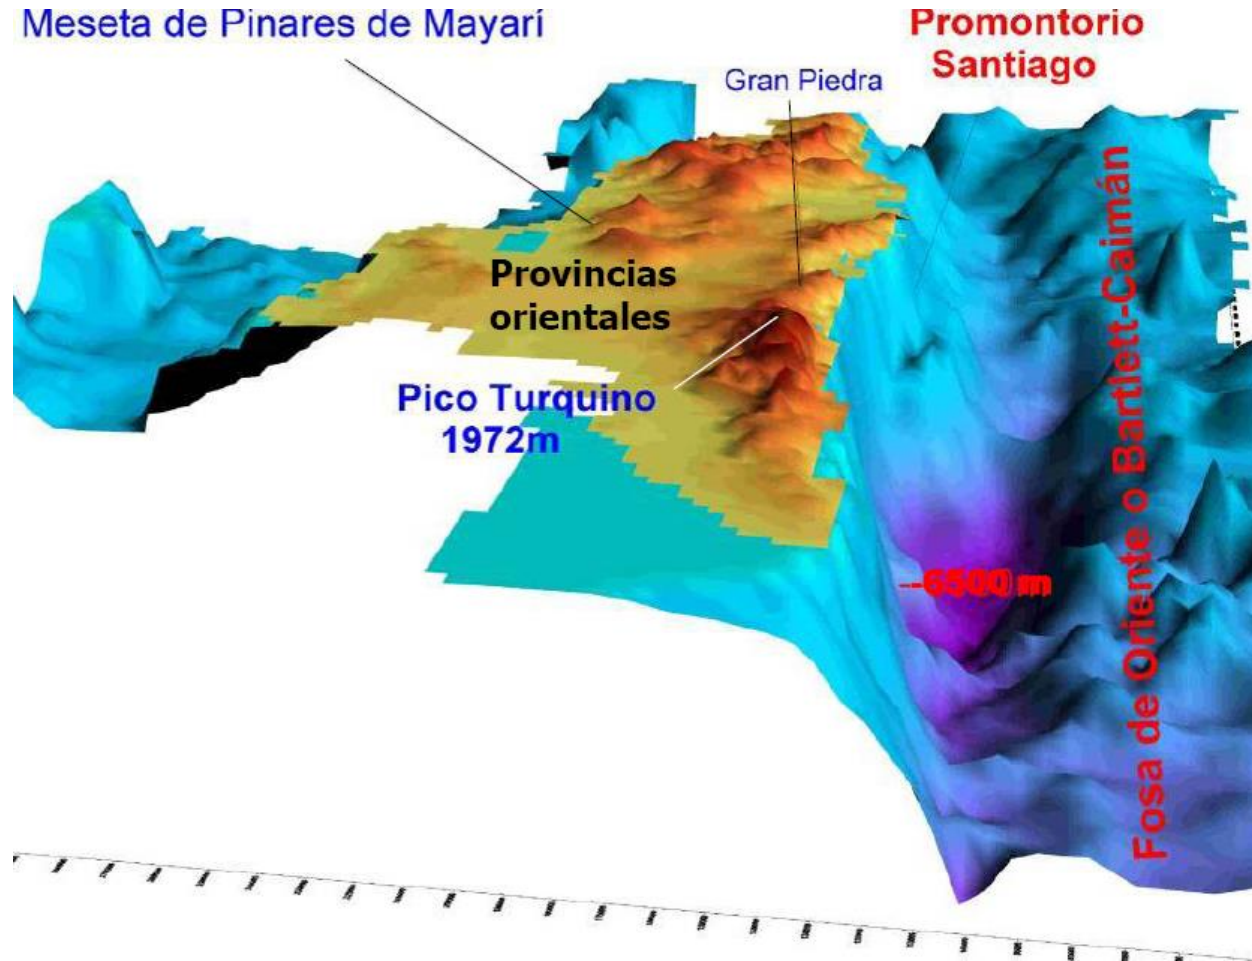 Meseta de Pinares de Mayarí
Promontorio
Santiago
Gran Piedra
Provincias
orientales
Pico Turquino
1972m
-6500 m
Fosa de Oriente o Bartlett-Caimán